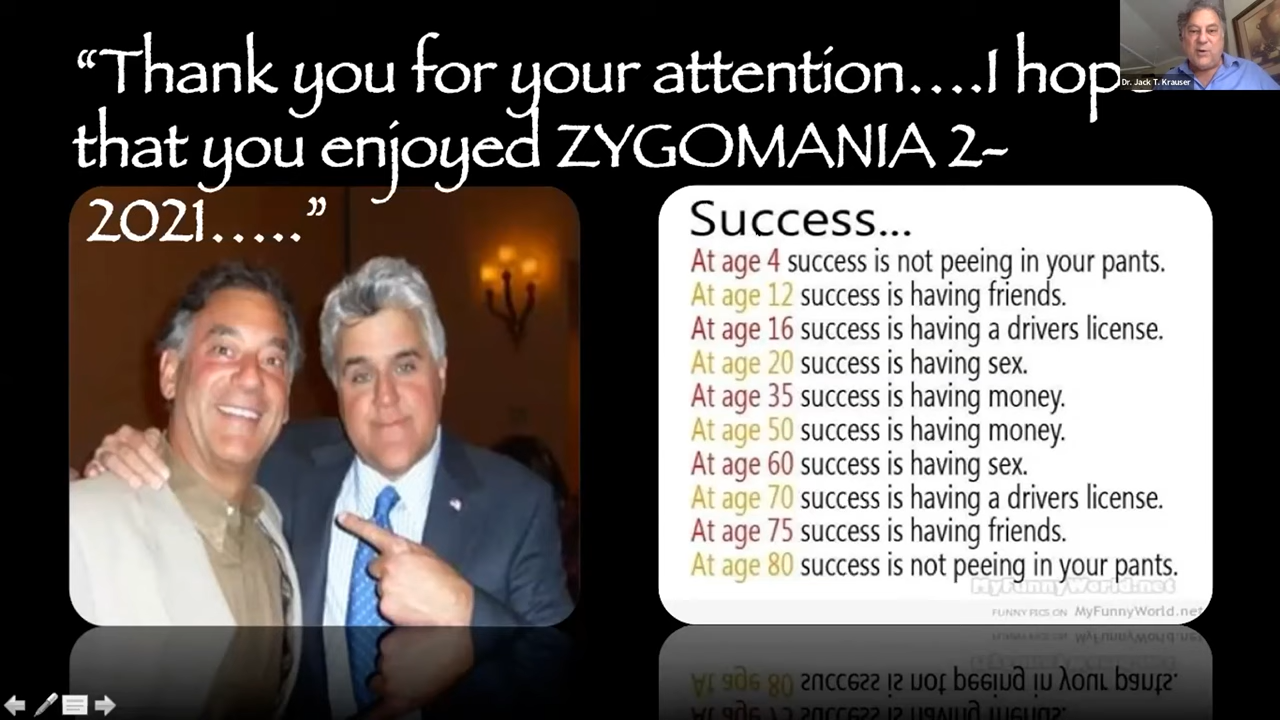 “Thank you for your attention....I hope
that you enjoyed ZYGOMANIA 2-
2021.....”
Dr. Jack T. Krauser
Success...
At age 4 success is not peeing in your pants.
At age 12 success is having friends.
At age 16 success is having a drivers license.
At age 20 success is having sex.
At age 35 success is having money.
At age 50 success is having money.
At age 60 success is having sex.
At age 70 success is having a drivers license.
At age 75 success is having friends.
At age 80 success is not peeing in your pants.
MyFunnyWorld.net
FUNNY PICS ON MyFunnyWorld.net